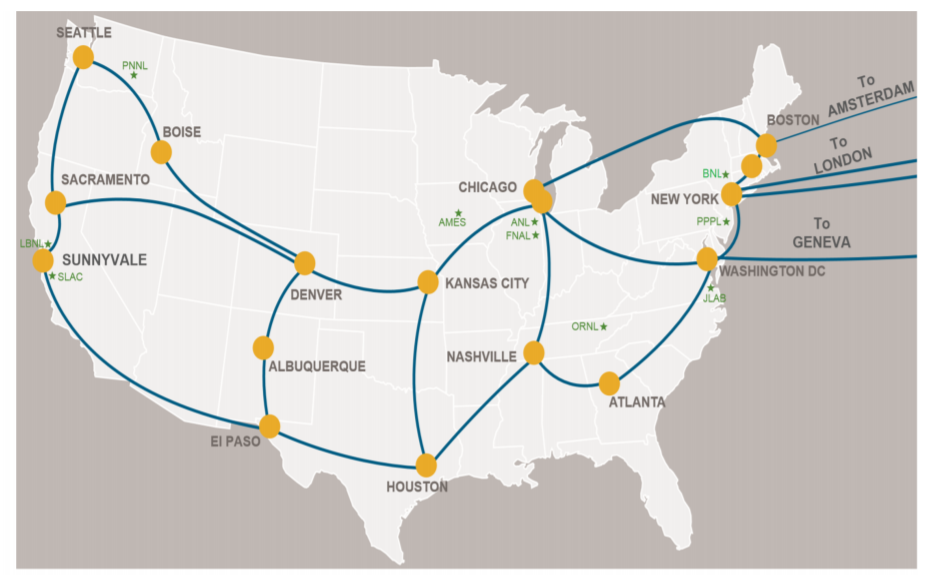 SEATTLE
PNNL
BOISE
SACRAMENTO
LBNL
SUNNYVALE
SLAC
DENVER
ALBUQUERQUE
El PASO
HOUSTON
KANSAS CITY
AMES
CHICAGO
ANL
FNAL
NASHVILLE
ORNL
ATLANTA
JLAB
WASHINGTON DC
PPPL
NEW YORK
BNL
BOSTON
To
AMSTERDAM
To
LONDON
To
GENEVA